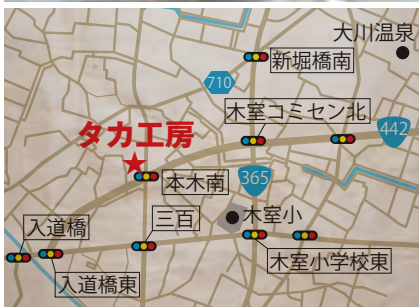 大川温泉
新堀橋南
710
木室コミセン北
442
タカ工房
本木南
365
木室小
入道橋
三百
木室小学校東
入道橋東